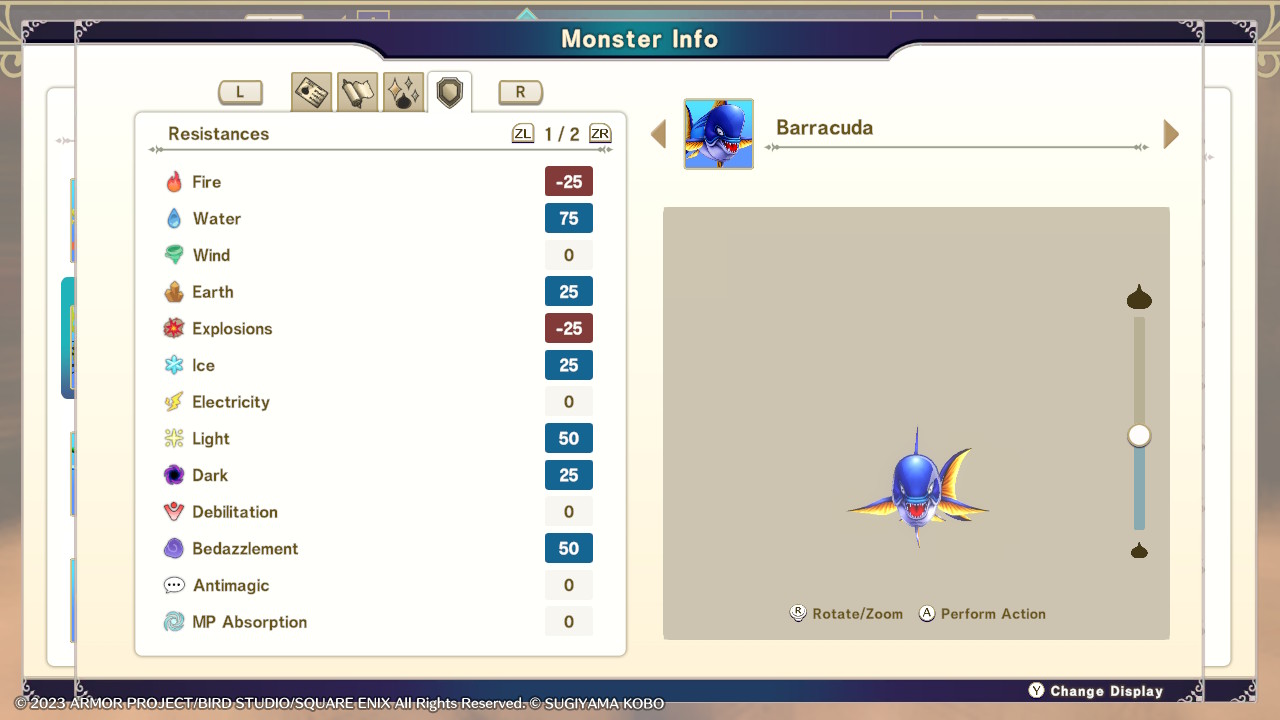 Monster Info
L
R
Resistances
ZL 1 / 2 ZR
Fire -25
Water 75
Wind 0
Earth 25
Explosions -25
Ice 25
Electricity 0
Light 50
Dark 25
Debilitation 0
Bedazzlement 50
Antimagic 0
MP Absorption 0
Barracuda
R Rotate/Zoom A Perform Action
Y Change Display
© 2023 ARMOR PROJECT/BIRD STUDIO/SQUARE ENIX All Rights Reserved. © SUGIYAMA KOBO